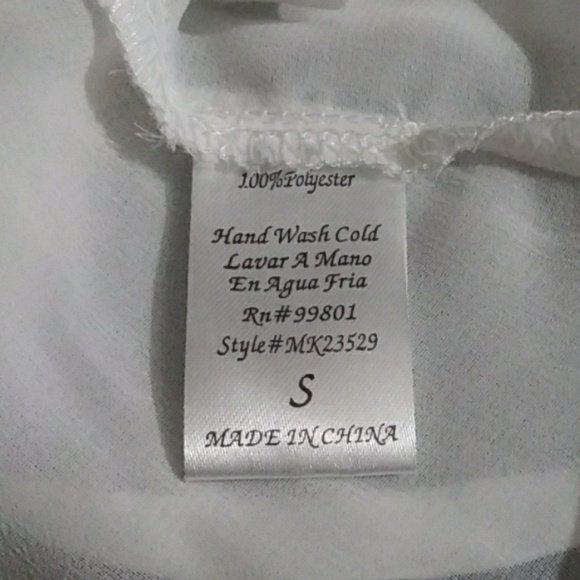 100%Polyester
Hand Wash Cold
Lavar A Mano
En Agua Fria
Rn#99801
Style#MK23529
S
MADE IN CHINA